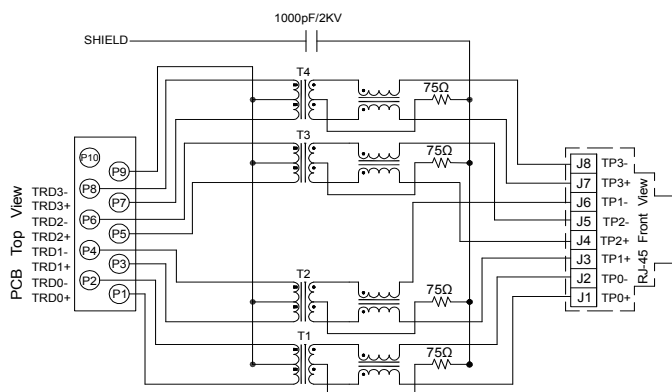 1000pF/2KV
SHIELD
T4
75Ω
T3
75Ω
P10
P9
J8 TP3-
TRD3- P8
J7 TP3+
TRD3+ P7
J6 TP1-
TRD2- P6
J5 TP2-
TRD2+ P5
J4 TP2+
TRD1- P4
J3 TP1+
TRD1+ P3
T2
J2 TP0-
TRD0- P2
75Ω
J1 TP0+
TRD0+ P1
T1
75Ω
PCB Top View
RJ-45 Front View